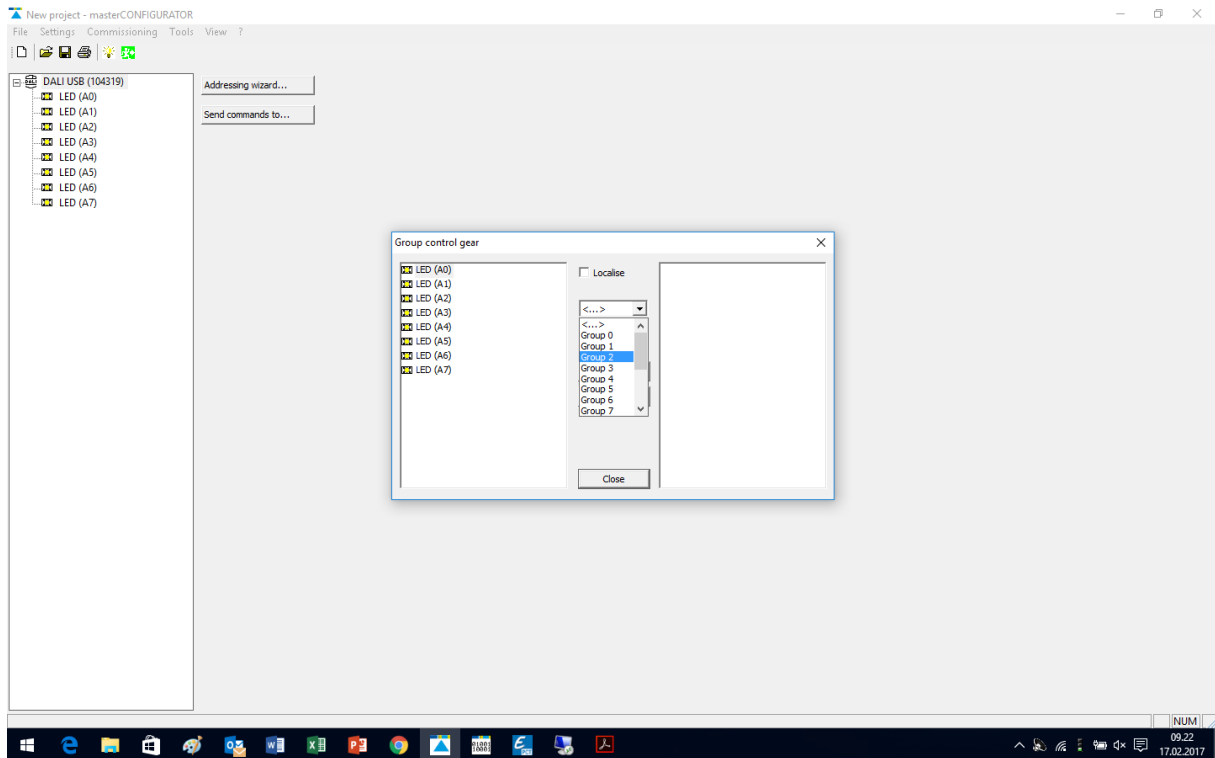 New project - masterCONFIGURATOR
File Settings Commissioning Tools View ?
DALI USB (104319)
LED (A0)
LED (A1)
LED (A2)
LED (A3)
LED (A4)
LED (A5)
LED (A6)
LED (A7)
Addressing wizard...
Send commands to...
Group control gear
LED (A0)
LED (A1)
LED (A2)
LED (A3)
LED (A4)
LED (A5)
LED (A6)
LED (A7)
Localise
<...>
<...>
Group 0
Group 1
Group 2
Group 3
Group 4
Group 5
Group 6
Group 7
Close
NUM
09.22
17.02.2017